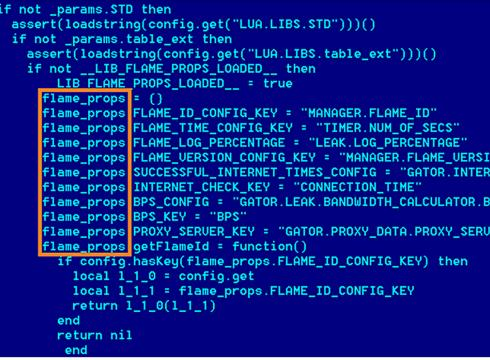 if not _params.STD then
assert(loadstring(config.get("LUA.LIBS.STD")))()
if not _params.table_ext then
assert(loadstring(config.get("LUA.LIBS.table_ext")))()
if not __LIB_FLAME_PROPS_LOADED__ then
LIB_FLAME_PROPS_LOADED__ = true
flame_props = {}
flame_props FLAME_ID_CONFIG_KEY = "MANAGER.FLAME_ID"
flame_props FLAME_TIME_CONFIG_KEY = "TIMER.NUM_OF_SECS"
flame_props FLAME_LOG_PERCENTAGE = "LEAK.LOG_PERCENTAGE"
flame_props FLAME_VERSION_CONFIG_KEY = "MANAGER.FLAME_VERSI
flame_props SUCCESSFUL_INTERNET_TIMES_CONFIG = "GATOR.INTER
flame_props INTERNET_CHECK_KEY = "CONNECTION_TIME"
flame_props BPS_CONFIG = "GATOR.LEAK.BANDWIDTH_CALCULATOR.B
flame_props BPS_KEY = "BPS"
flame_props PROXY_SERVER_KEY = "GATOR.PROXY_DATA.PROXY_SERV
flame_props getFlameId = function()
if config.hasKey(flame_props.FLAME_ID_CONFIG_KEY) then
local l_1_0 = config.get
local l_1_1 = flame_props.FLAME_ID_CONFIG_KEY
return l_1_0(l_1_1)
end
return nil
end